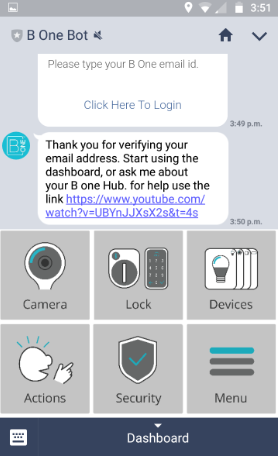 3:51
B One Bot
Please type your B One email id.
Click Here To Login
3:49 p.m.
Thank you for verifying your
email address. Start using the
dashboard, or ask me about
your B one Hub. for help use the
link https://www.youtube.com/
watch?v=UBYnJJXsX2s&t=4s
3:50 p.m.
Camera
Lock
Devices
Actions
Security
Menu
Dashboard